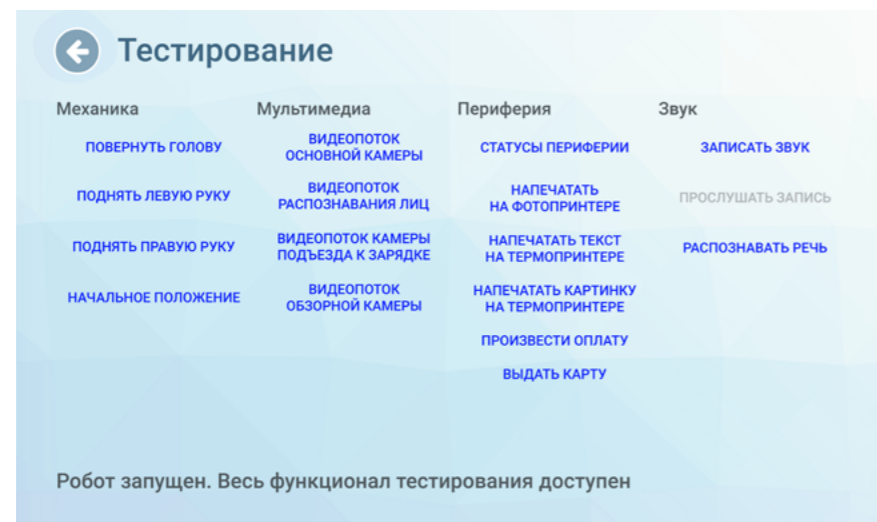 Тестирование
Механика
ПОВЕРНУТЬ ГОЛОВУ
ПОДНЯТЬ ЛЕВУЮ РУКУ
ПОДНЯТЬ ПРАВУЮ РУКУ
НАЧАЛЬНОЕ ПОЛОЖЕНИЕ
Мультимедиа
ВИДЕОПОТОК
ОСНОВНОЙ КАМЕРЫ
ВИДЕОПОТОК
РАСПОЗНАВАНИЯ ЛИЦ
ВИДЕОПОТОК КАМЕРЫ
ПОДЪЕЗДА К ЗАРЯДКЕ
ВИДЕОПОТОК
ОБЗОРНОЙ КАМЕРЫ
Периферия
СТАТУСЫ ПЕРИФЕРИИ
НАПЕЧАТАТЬ
НА ФОТОПРИНТЕРЕ
НАПЕЧАТАТЬ ТЕКСТ
НА ТЕРМОПРИНТЕРЕ
НАПЕЧАТАТЬ КАРТИНКУ
НА ТЕРМОПРИНТЕРЕ
ПРОИЗВЕСТИ ОПЛАТУ
ВЫДАТЬ КАРТУ
Звук
ЗАПИСАТЬ ЗВУК
ПРОСЛУШАТЬ ЗАПИСЬ
РАСПОЗНАВАТЬ РЕЧЬ
Робот запущен. Весь функционал тестирования доступен